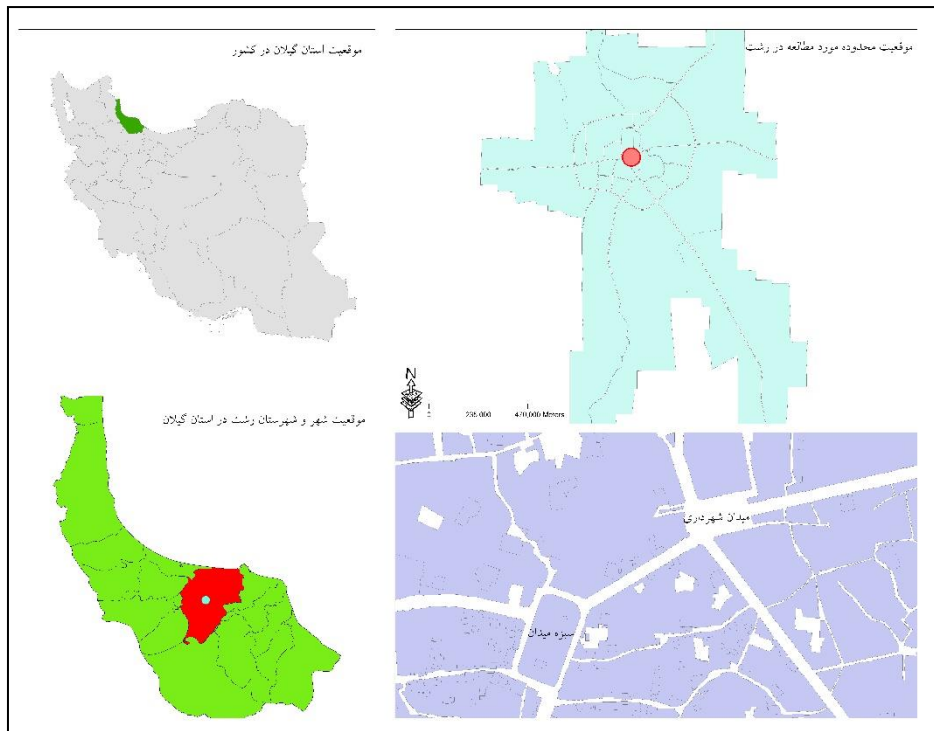 موقعیت محدوده مورد مطالعه در رشت
موقعیت استان گیلان در کشور
N
0 235,000 470,000 Meters
موقعیت شهر و شهرستان رشت در استان گیلان
میدان شهرداری
سبزه میدان